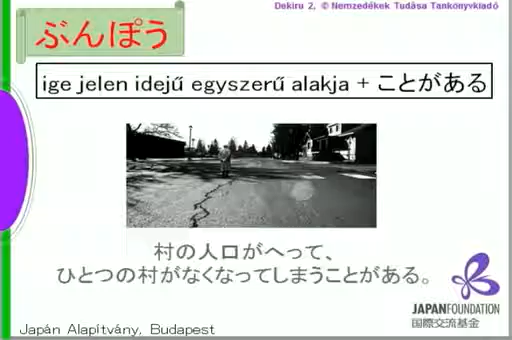 Dekiru 2, © Nemzedékek Tudása Tankönyvkiadó
ぶんぽう
ige jelen idejű egyszerű alakja + ことがある
村の人口がへって、
ひとつの村がなくなってしまうことがある。
JAPANFOUNDATION
国際交流基金
Japán Alapítvány, Budapest